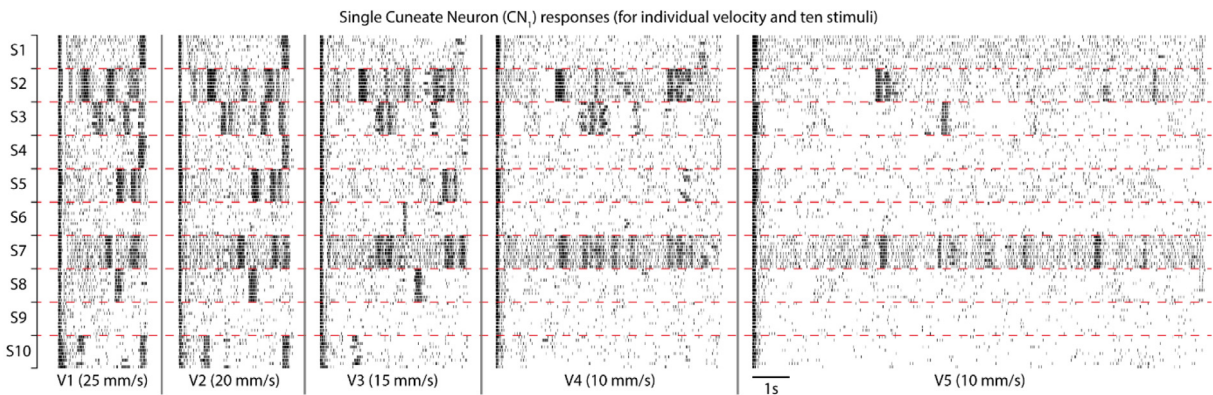 Single Cuneate Neuron (CN1) responses (for individual velocity and ten stimuli)
S1
S2
S3
S4
S5
S6
S7
S8
S9
S10
V1 (25 mm/s)
V2 (20 mm/s)
V3 (15 mm/s)
V4 (10 mm/s)
1s
V5 (10 mm/s)